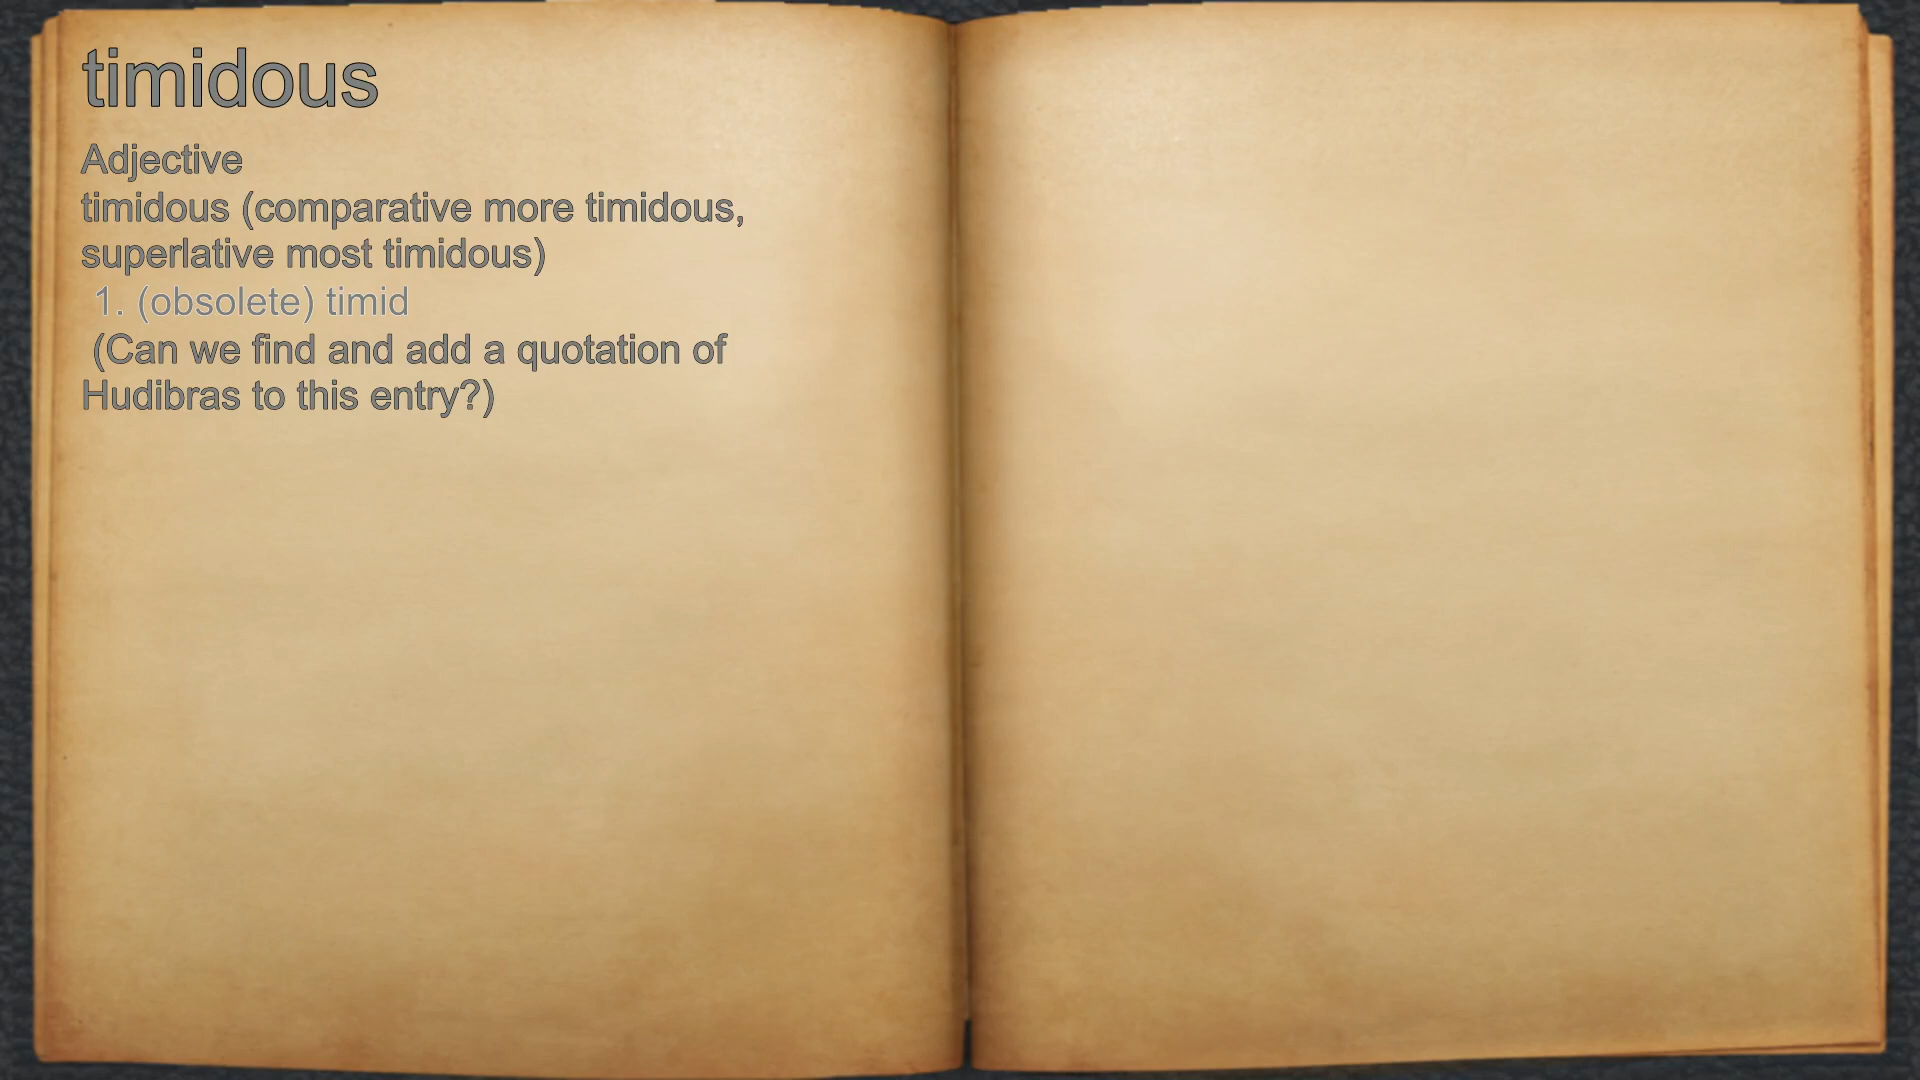 timidous
Adjective
timidous (comparative more timidous,
superlative most timidous)
1. (obsolete) timid
(Can we find and add a quotation of
Hudibras to this entry?)